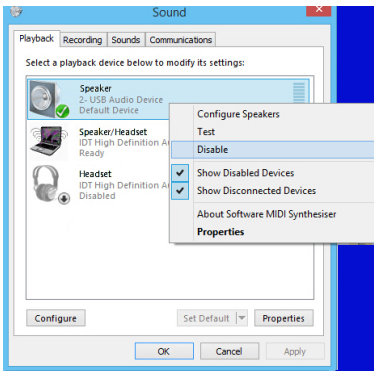 Sound
Playback Recording Sounds Communications
Select a playback device below to modify its settings:
Speaker
2- USB Audio Device
Default Device
Speaker/Headset
IDT High Definition
Ready
Headset
IDT High Definition
Disabled
Configure Speakers
Test
Disable
Show Disabled Devices
Show Disconnected Devices
About Software MIDI Synthesiser
Properties
Configure Set Default Properties
OK Cancel Apply